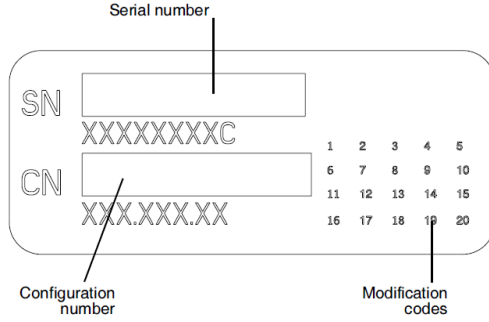 Serial number
SN
XXXXXXXXC
CN
XXX.XXX.XX
1 2 3 4 5
6 7 8 9 10
11 12 13 14 15
16 17 18 19 20
Configuration
number
Modification
codes